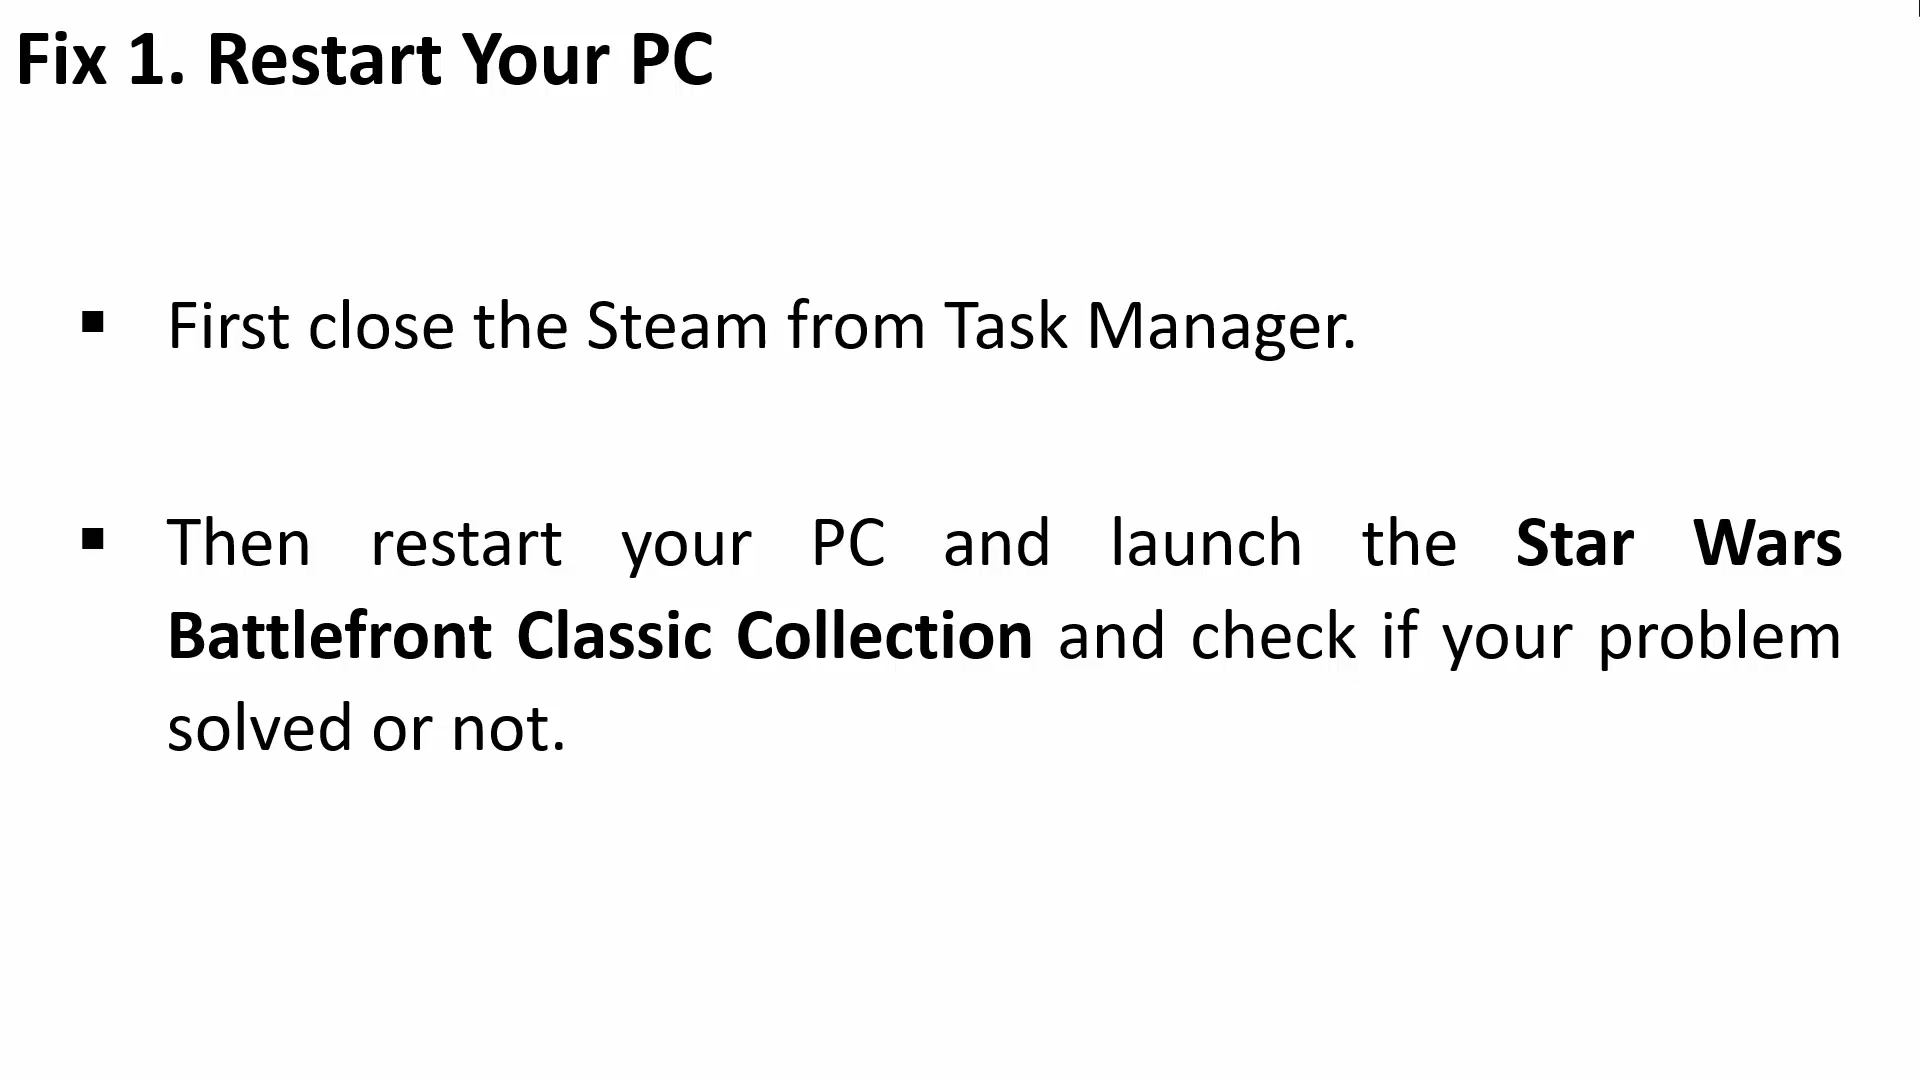 Fix 1. Restart Your PC
▪ First close the Steam from Task Manager.
▪ Then restart your PC and launch the Star Wars
Battlefront Classic Collection and check if your problem
solved or not.